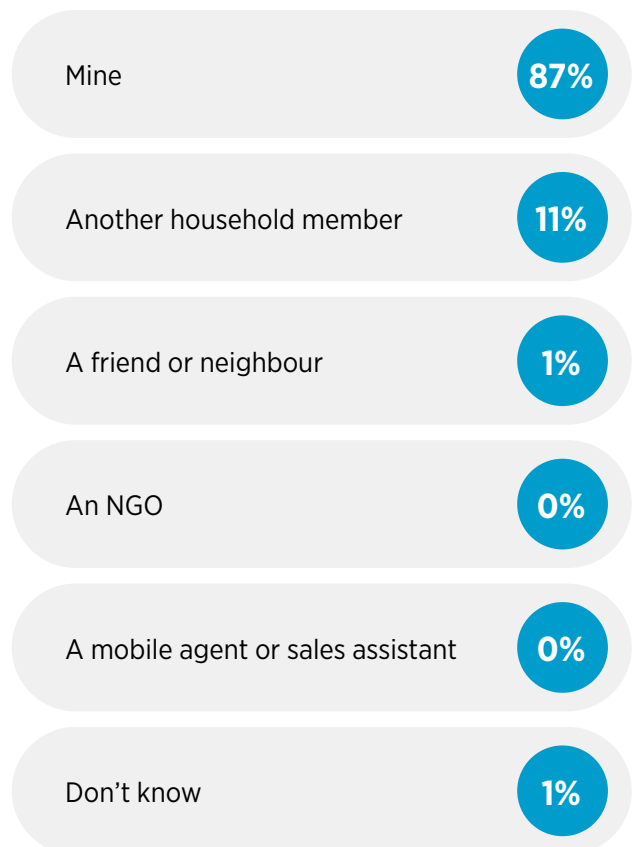 Mine 87%
Another household member 11%
A friend or neighbour 1%
An NGO 0%
A mobile agent or sales assistant 0%
Don’t know 1%